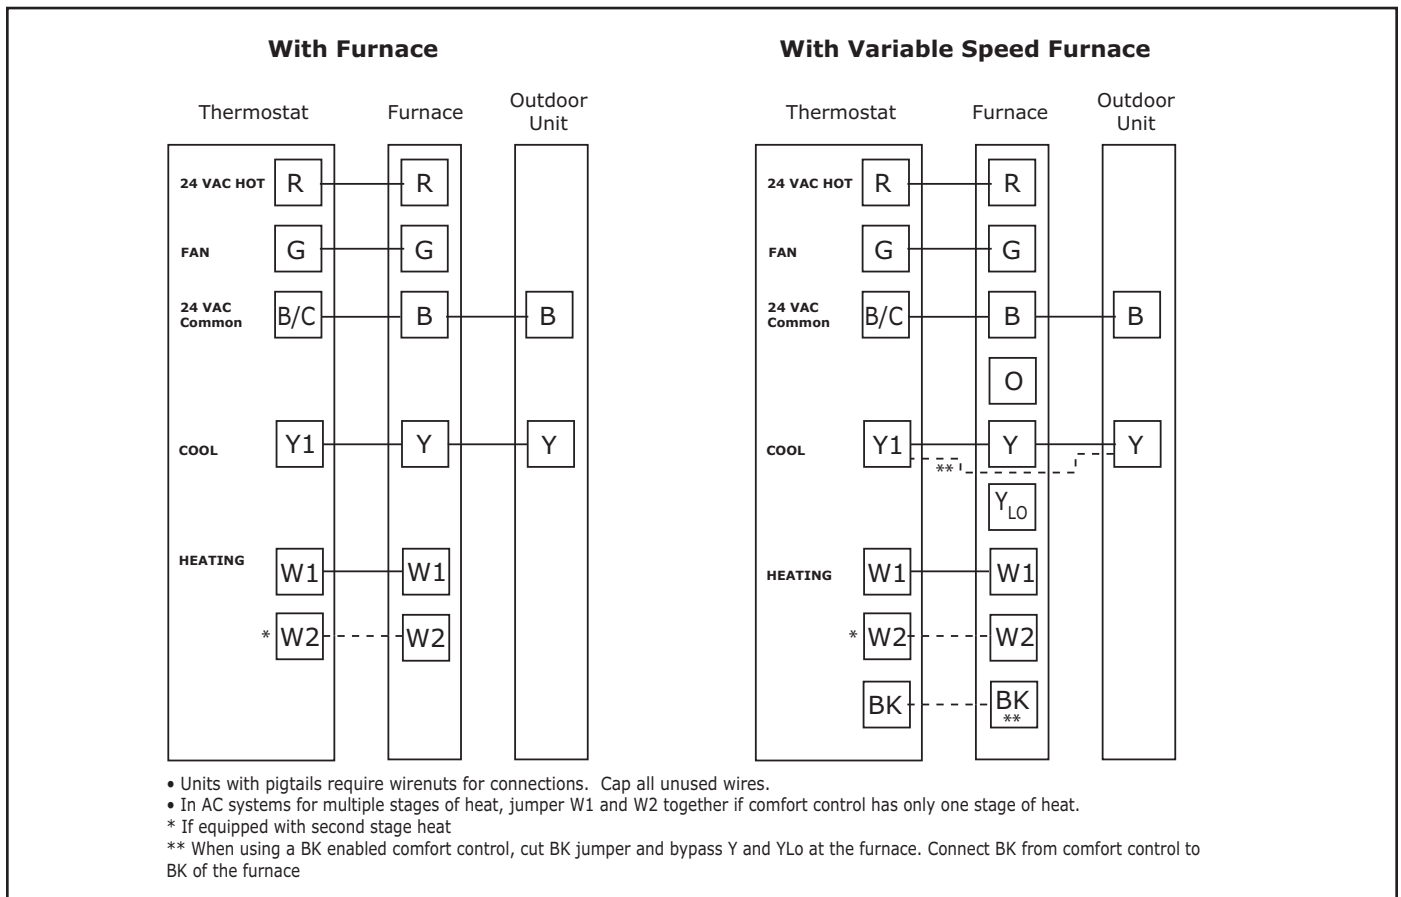 With Furnace
Thermostat Furnace Outdoor Unit
24 VAC HOT R R
FAN G G
24 VAC Common B/C B B
COOL Y1 Y Y
HEATING W1 W1
* W2 W2
With Variable Speed Furnace
Thermostat Furnace Outdoor Unit
24 VAC HOT R R
FAN G G
24 VAC Common B/C B B
O
COOL Y1 ** Y Y
YLO
HEATING W1 W1
* W2 W2
BK BK **
• Units with pigtails require wirenuts for connections. Cap all unused wires.
• In AC systems for multiple stages of heat, jumper W1 and W2 together if comfort control has only one stage of heat.
* If equipped with second stage heat
** When using a BK enabled comfort control, cut BK jumper and bypass Y and YLo at the furnace. Connect BK from comfort control to
BK of the furnace